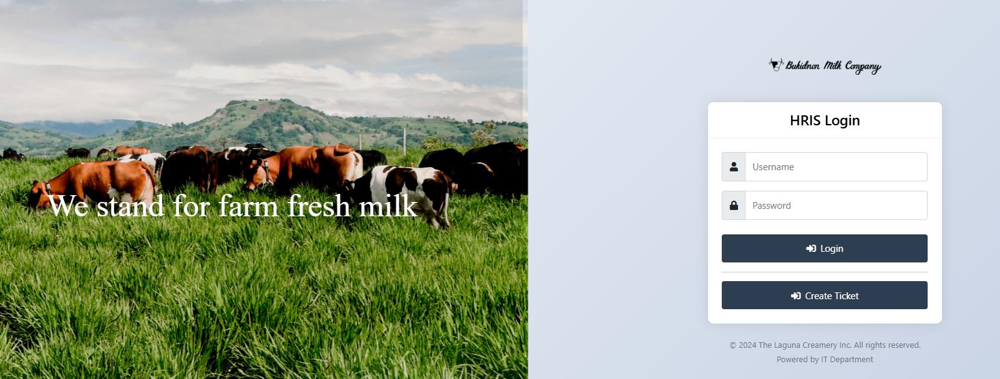 We stand for farm fresh milk
Bukidnon Milk Company
HRIS Login
Username
Password
Login
Create Ticket
© 2024 The Laguna Creamery Inc. All rights reserved.
Powered by IT Department